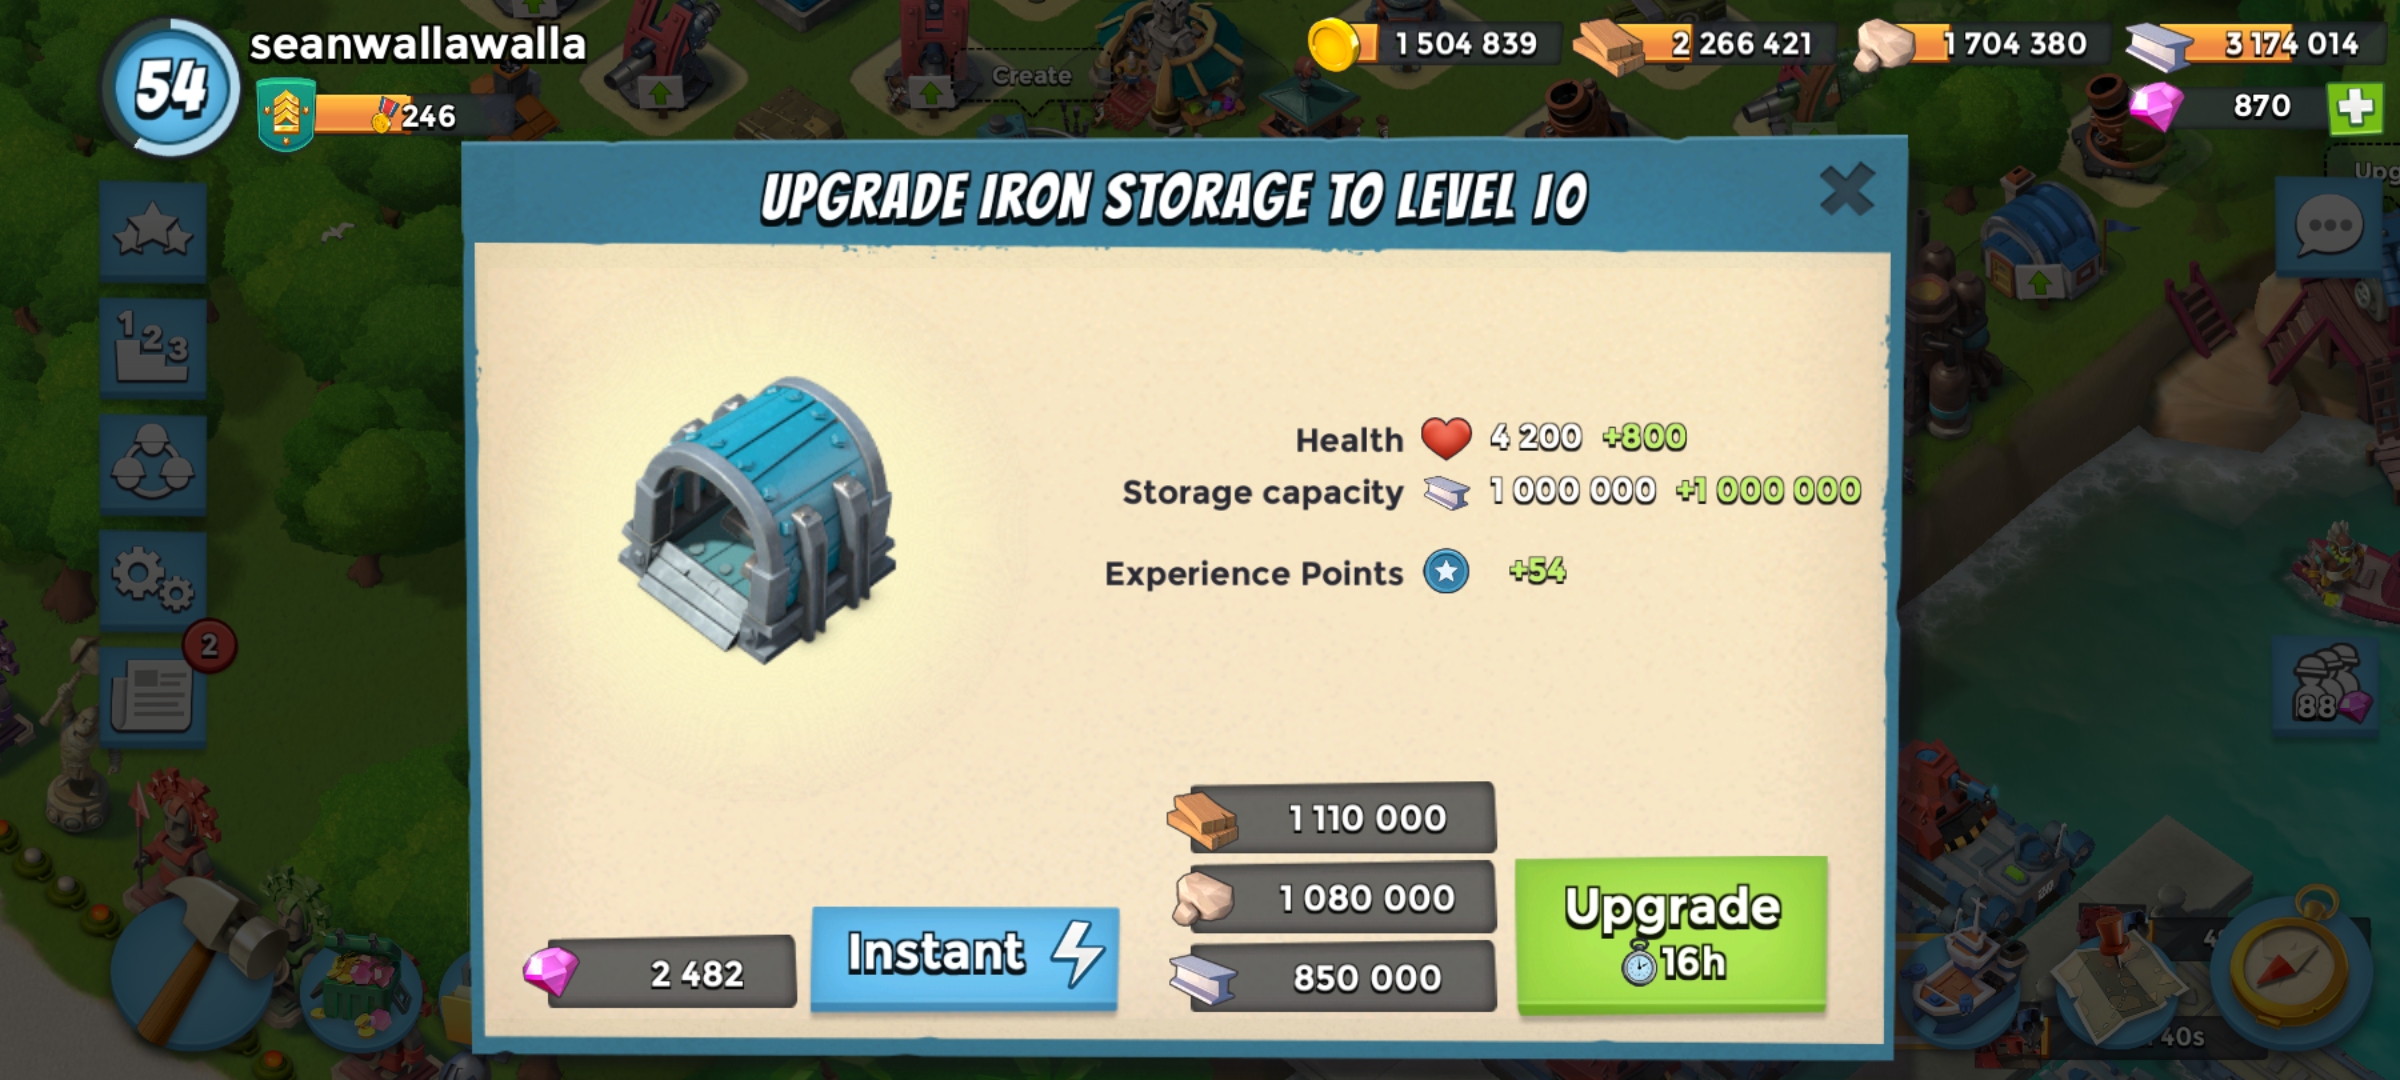 54
seanwallawalla
246
1 504 839
2 266 421
1 704 380
3 174 014
870
Create
Upg
UPGRADE IRON STORAGE TO LEVEL 10
1 2 3
2
Health 4 200 +800
Storage capacity 1 000 000 +1 000 000
Experience Points +54
88
1 110 000
1 080 000
850 000
2 482
Instant
Upgrade
16h
40s